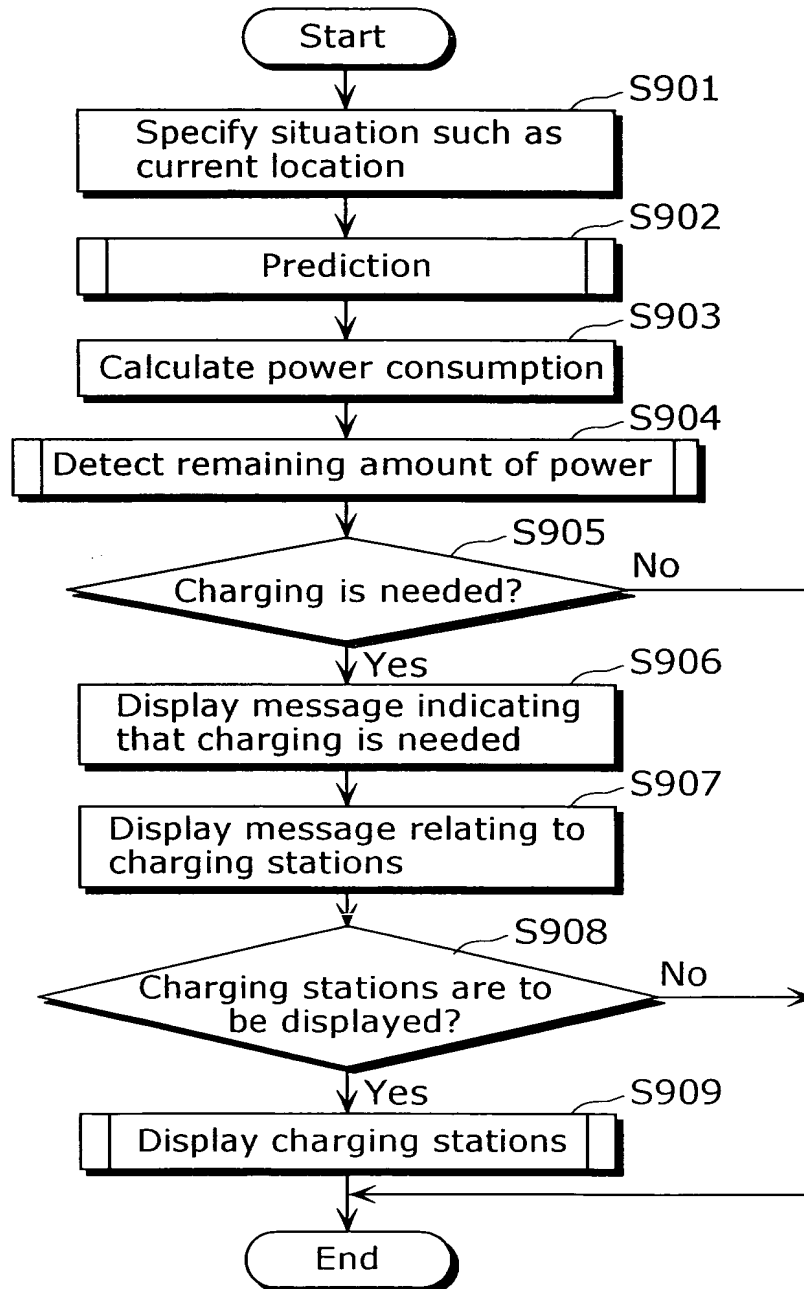 Start
S901
Specify situation such as
current location
S902
Prediction
S903
Calculate power consumption
S904
Detect remaining amount of power
S905
Charging is needed?
No
Yes
S906
Display message indicating
that charging is needed
S907
Display message relating to
charging stations
S908
Charging stations are to
be displayed?
No
Yes
S909
Display charging stations
End